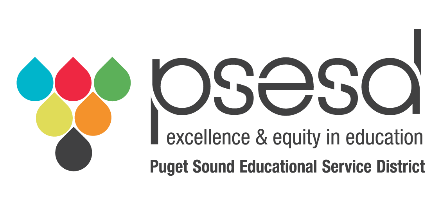 psesd
excellence & equity in education
Puget Sound Educational Service District